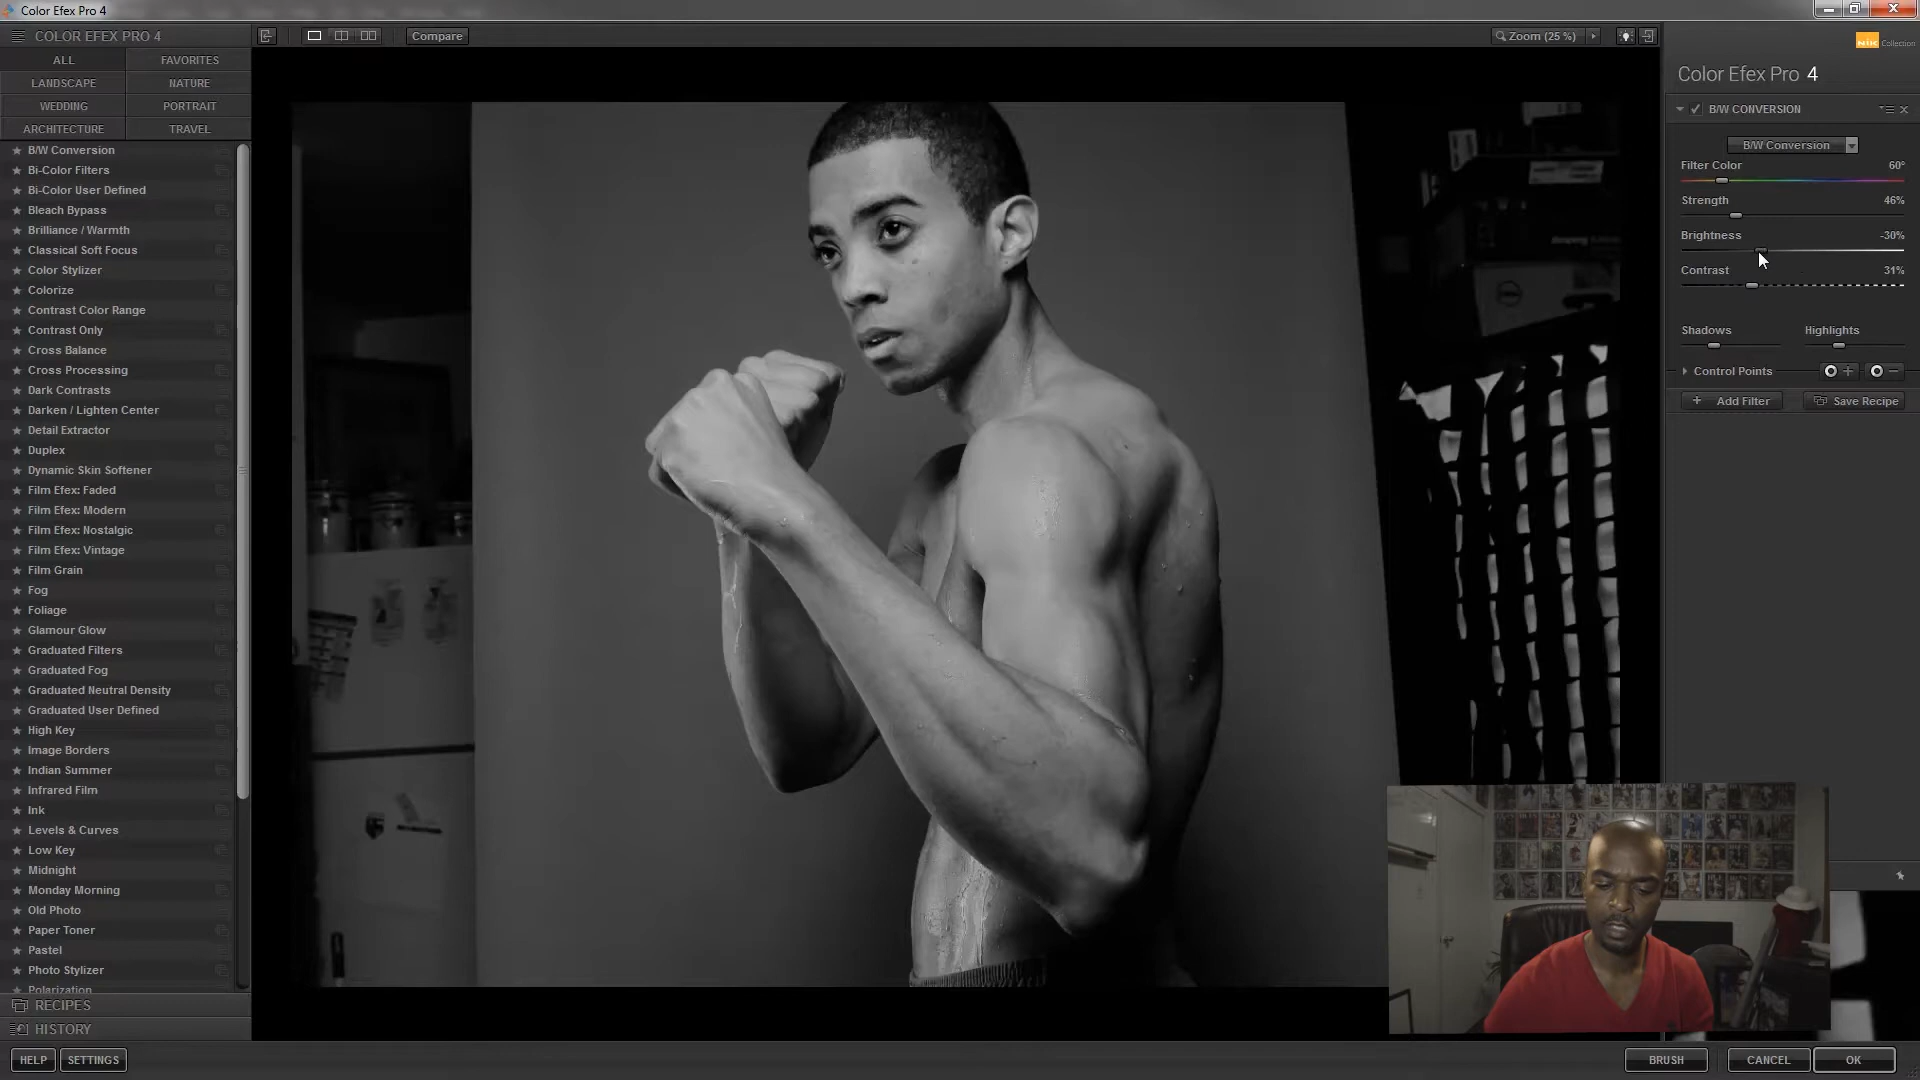 Color Efex Pro 4
COLOR EFEX PRO 4
Compare
Zoom (25 %)
Nik Collection
ALL
FAVORITES
LANDSCAPE
NATURE
WEDDING
PORTRAIT
ARCHITECTURE
TRAVEL
B/W Conversion
Bi-Color Filters
Bi-Color User Defined
Bleach Bypass
Brilliance / Warmth
Classical Soft Focus
Color Stylizer
Colorize
Contrast Color Range
Contrast Only
Cross Balance
Cross Processing
Dark Contrasts
Darken / Lighten Center
Detail Extractor
Duplex
Dynamic Skin Softener
Film Efex: Faded
Film Efex: Modern
Film Efex: Nostalgic
Film Efex: Vintage
Film Grain
Fog
Foliage
Glamour Glow
Graduated Filters
Graduated Fog
Graduated Neutral Density
Graduated User Defined
High Key
Image Borders
Indian Summer
Infrared Film
Ink
Levels & Curves
Low Key
Midnight
Monday Morning
Old Photo
Paper Toner
Pastel
Photo Stylizer
Polarization
RECIPES
HISTORY
HELP
SETTINGS
Color Efex Pro 4
B/W CONVERSION
B/W Conversion
Filter Color 60°
Strength 46%
Brightness -30%
Contrast 31%
Shadows
Highlights
Control Points
+ Add Filter
Save Recipe
BRUSH
CANCEL
OK